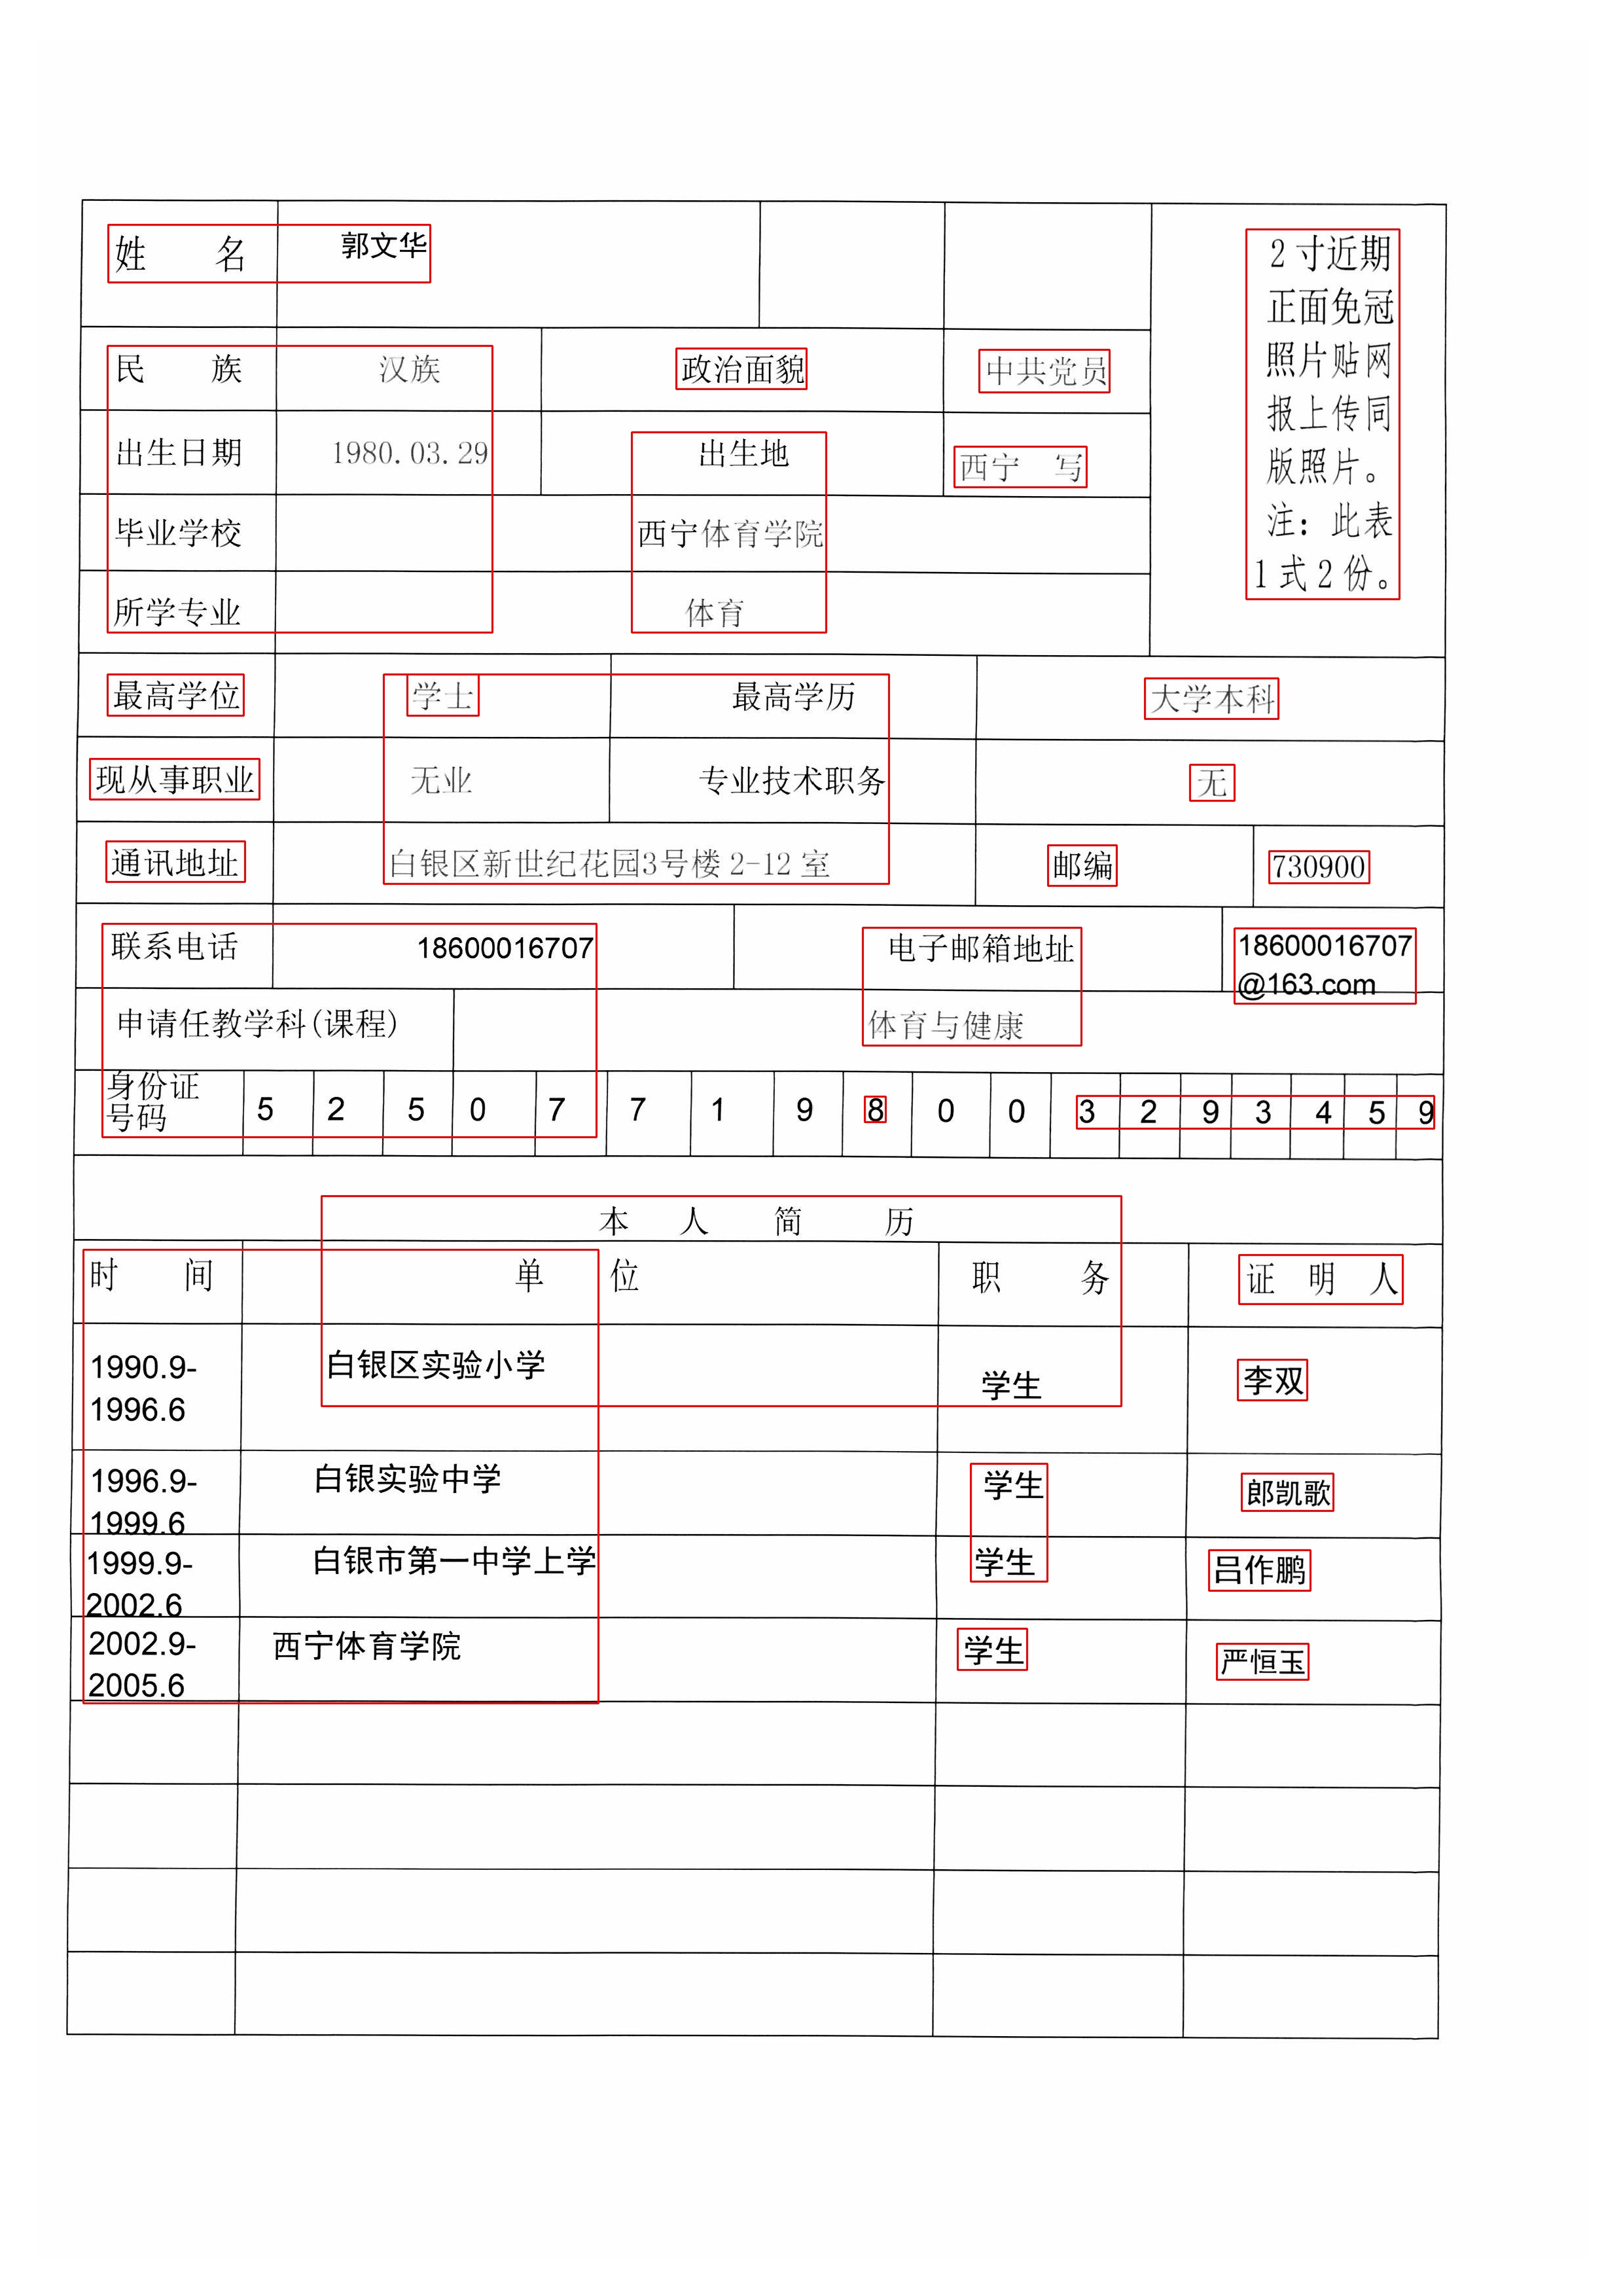 姓 名 郭文华
2寸近期
正面免冠
照片贴网
报上传同
版照片。
注：此表
1式2份。
民 族 汉族 政治面貌 中共党员
出生日期 1980.03.29 出生地 西宁 写
毕业学校 西宁体育学院
所学专业 体育
最高学位 学士 最高学历 大学本科
现从事职业 无业 专业技术职务 无
通讯地址 白银区新世纪花园3号楼2-12室 邮编 730900
联系电话 18600016707 电子邮箱地址 18600016707
@163.com
申请任教学科(课程) 体育与健康
身份证
号码 5 2 5 0 7 7 1 9 8 0 0 3 2 9 3 4 5 9
本 人 简 历
时 间 单 位 职 务 证 明 人
1990.9- 白银区实验小学 学生 李双
1996.6
1996.9- 白银实验中学 学生 郎凯歌
1999.6
1999.9- 白银市第一中学上学 学生 吕作鹏
2002.6
2002.9- 西宁体育学院 学生 严恒玉
2005.6